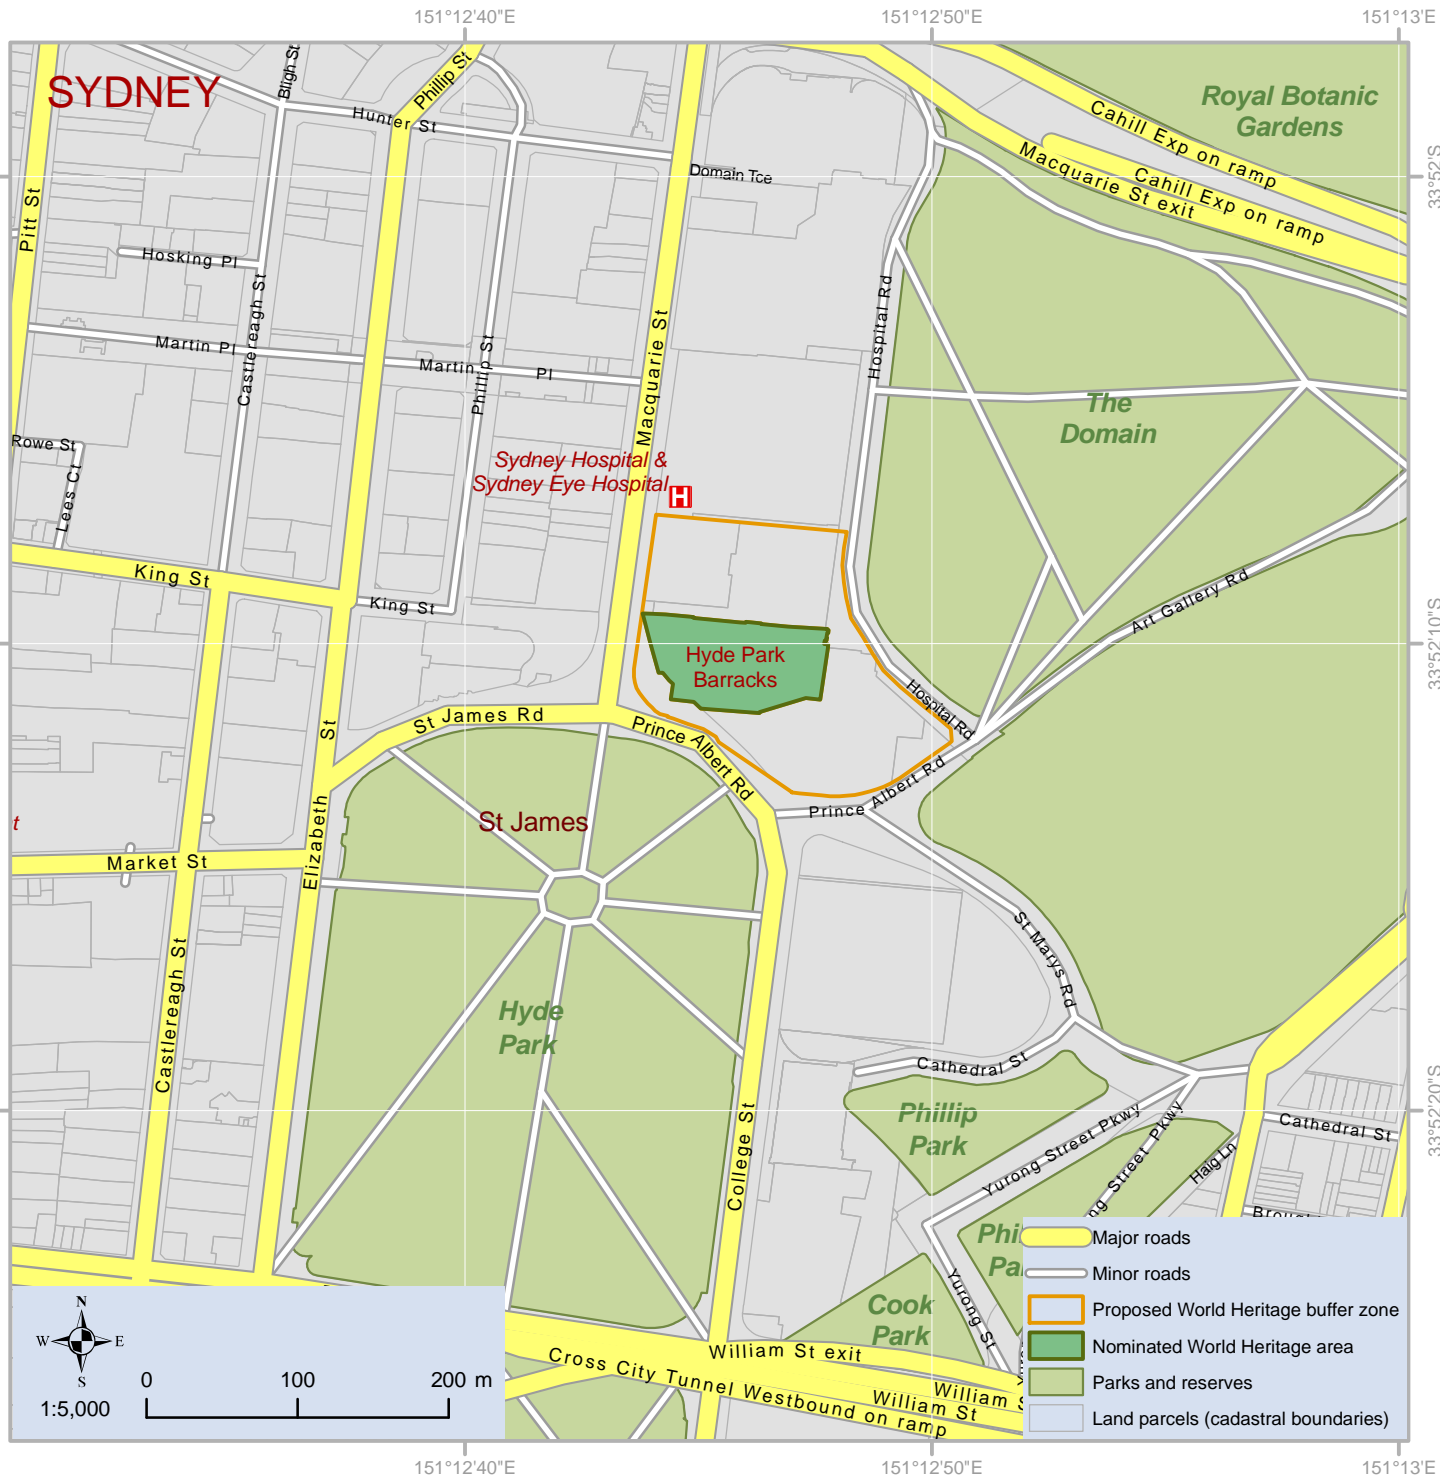 151°12'40"E
151°12'50"E
151°13'E
SYDNEY
Bligh St
Phillip St
Hunter St
Royal Botanic
Gardens
Cahill Exp on ramp
Macquarie St exit
Cahill Exp on ramp
33°52'S
Domain Tce
Pitt St
Hosking Pl
Castlereagh St
Martin Pl
Martin Pl
Phillip St
Macquarie St
Hospital Rd
The
Domain
Rowe St
Lees Ct
Sydney Hospital &
Sydney Eye Hospital
H
King St
King St
Art Gallery Rd
33°52'10"S
Hyde Park
Barracks
Hospital Rd
St James Rd
Prince Albert Rd
Prince Albert Rd
Elizabeth St
St James
t
Market St
St Marys Rd
Castlereagh St
Hyde
Park
Cathedral St
Phillip
Park
College St
Yurong Street Pkwy
Cathedral St
33°52'20"S
Haig Ln
ng Street Pkwy
Phi
Pa
Yurong St
Cook
Park
William St exit
Cross City Tunnel Westbound on ramp
William St
William S
N
W E
S
0 100 200 m
1:5,000
Major roads
Minor roads
Proposed World Heritage buffer zone
Nominated World Heritage area
Parks and reserves
Land parcels (cadastral boundaries)
151°12'40"E
151°12'50"E
151°13'E